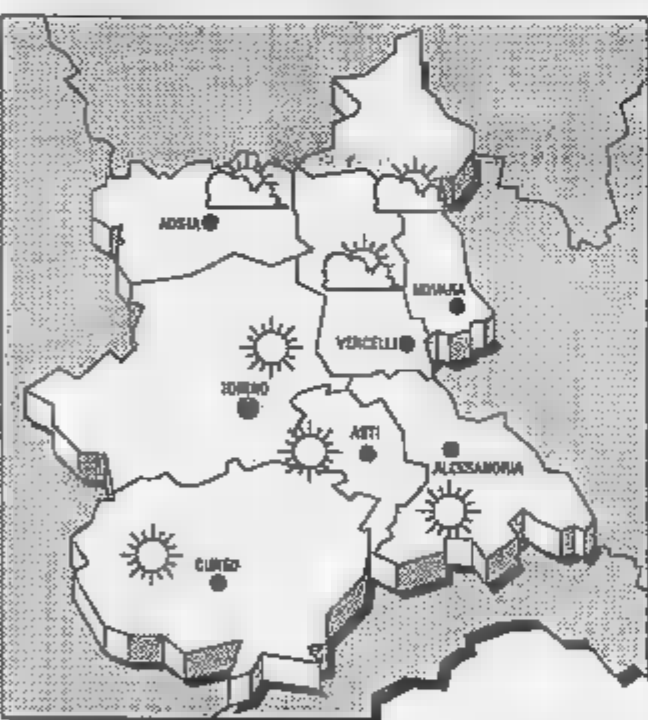 AOSTA
NOVARA
VERCELLI
TORINO
ASTI
ALESSANDRIA
CUNEO